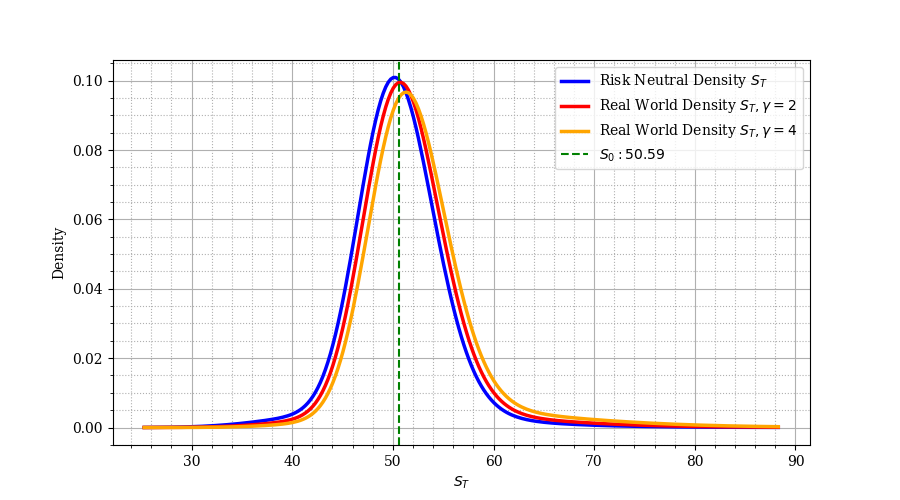 Risk Neutral Density $S_T$
Real World Density $S_T, \gamma = 2$
Real World Density $S_T, \gamma = 4$
$S_0 : 50.59$
Density
0.10
0.08
0.06
0.04
0.02
0.00
30 40 50 60 70 80 90
$S_T$